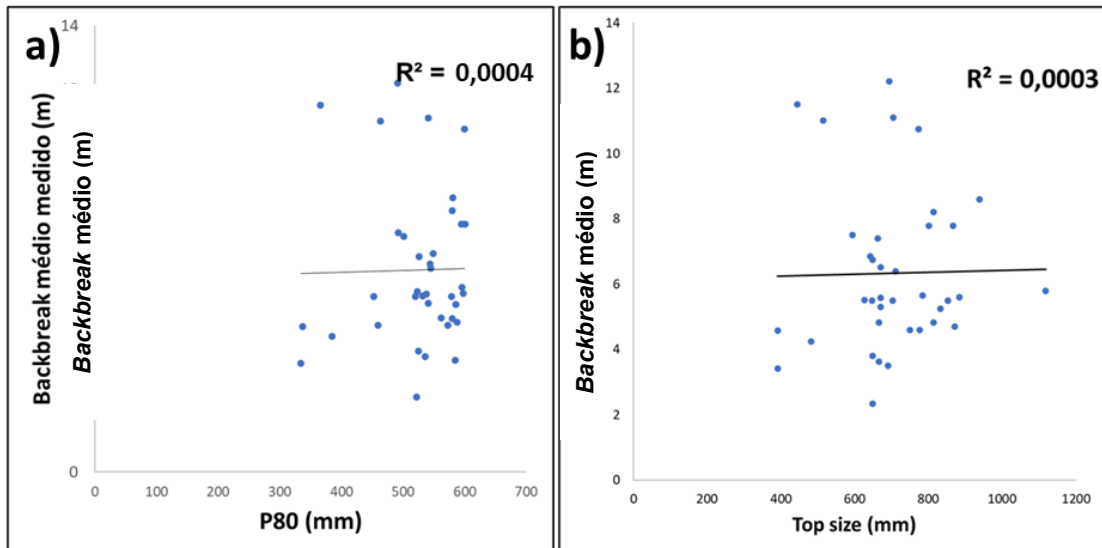 a)
14
R² = 0,0004
Backbreak médio medido (m)
Backbreak médio (m)
0
0 100 200 300 400 500 600 700
P80 (mm)
b)
14
R² = 0,0003
12
10
8
6
4
2
0
Backbreak médio (m)
0 200 400 600 800 1000 1200
Top size (mm)